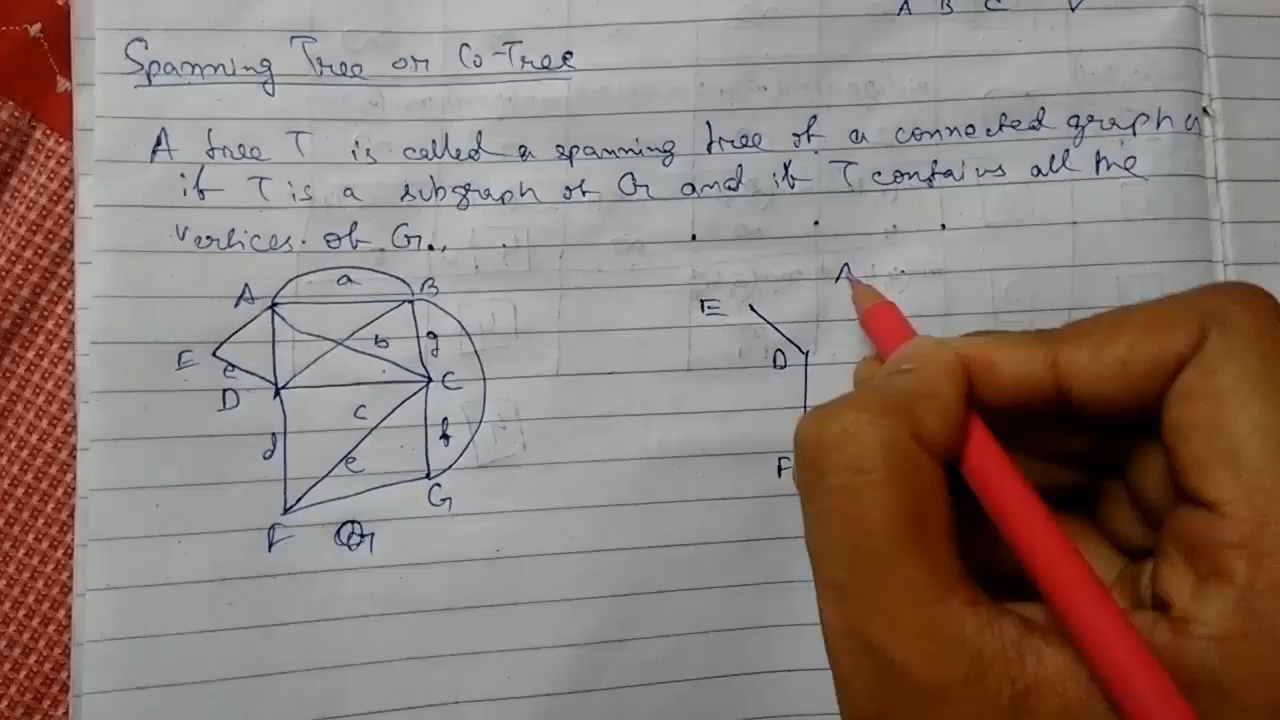 A B C V
Spanning Tree or Co-Tree
A tree T is called a spanning tree of a connected graph G
if T is a subgraph of G and if T contains all the
vertices of G.
a
A B
E A
b g
E e
D C D
c
d e f
F
G
F G